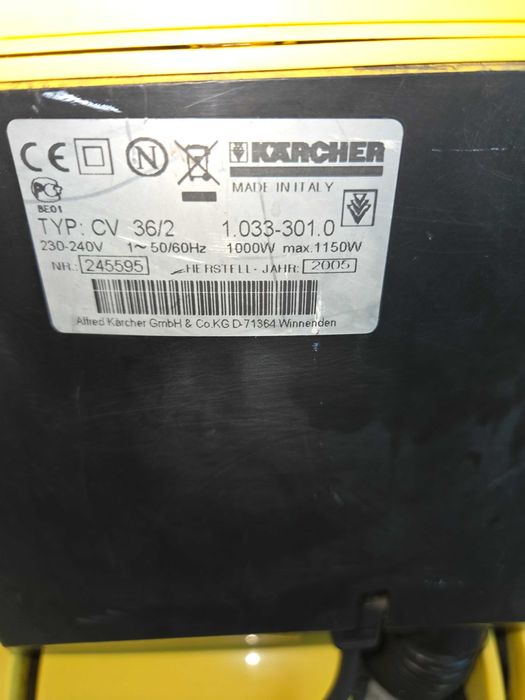 CE N KÄRCHER
MADE IN ITALY
PC
BE01
TYP: CV 36/2 1.033-301.0
230-240V 1~50/60Hz 1000W max.1150W
NR.: 245595 HERSTELL-JAHR: 2005
Alfred Kärcher GmbH & Co.KG D-71364 Winnenden